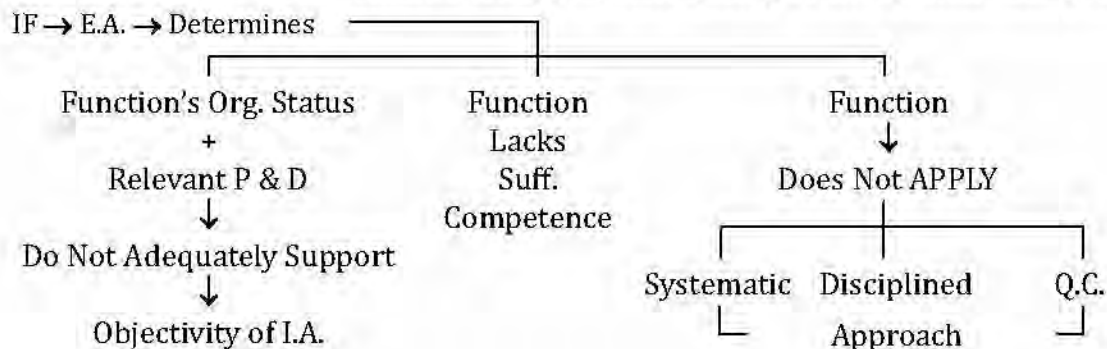 IF → E.A. → Determines
Function's Org. Status
+
Relevant P & D
↓
Do Not Adequately Support
↓
Objectivity of I.A.
Function
Lacks
Suff.
Competence
Function
↓
Does Not APPLY
Systematic Disciplined Q.C.
Approach